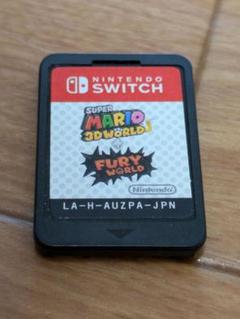 NINTENDO
SWITCH
SUPER
MARIO
3D WORLD
FURY
WORLD
Nintendo
LA-H-AUZPA-JPN